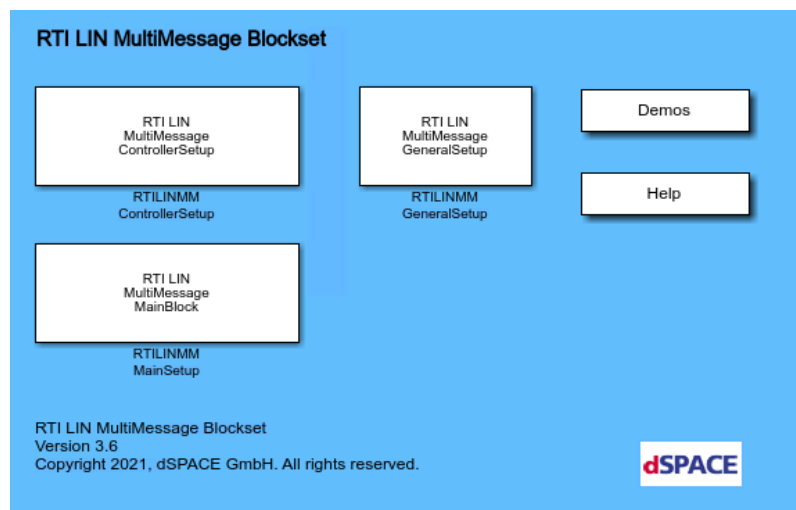 RTI LIN MultiMessage Blockset
RTI LIN
MultiMessage
ControllerSetup
RTILINMM
ControllerSetup
RTI LIN
MultiMessage
GeneralSetup
RTILINMM
GeneralSetup
Demos
Help
RTI LIN
MultiMessage
MainBlock
RTILINMM
MainSetup
RTI LIN MultiMessage Blockset
Version 3.6
Copyright 2021, dSPACE GmbH. All rights reserved.
dSPACE